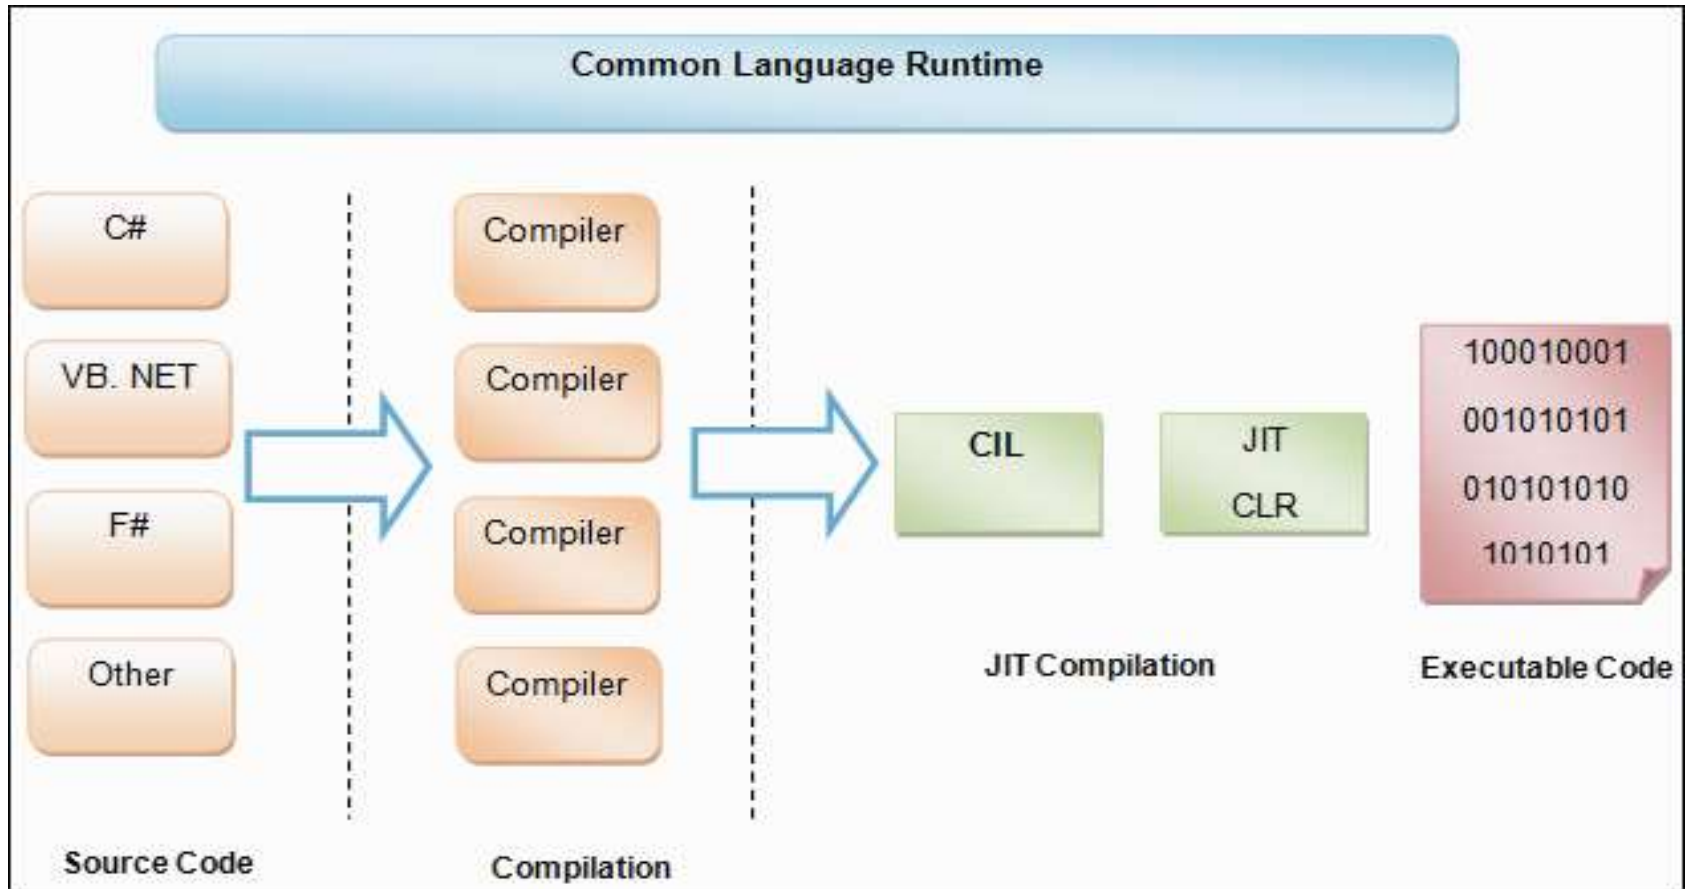 Common Language Runtime
C#
VB. NET
F#
Other
Source Code
Compiler
Compiler
Compiler
Compiler
Compilation
CIL
JIT
CLR
JIT Compilation
100010001
001010101
010101010
1010101
Executable Code